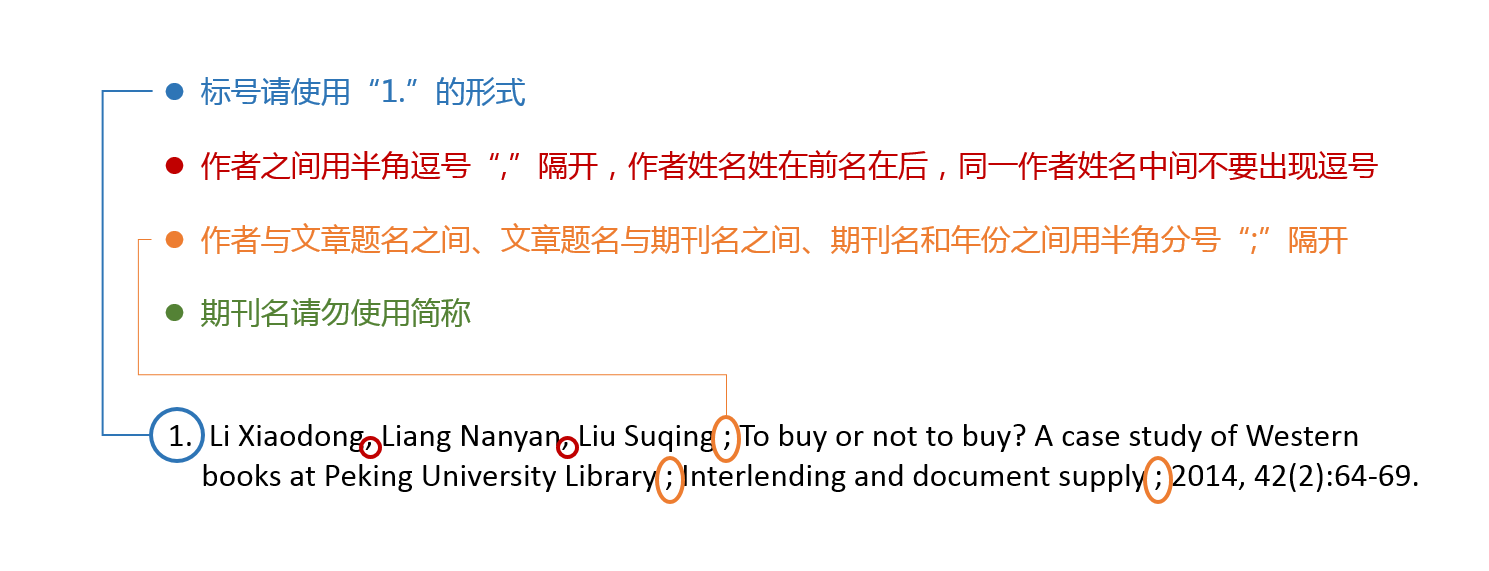 标号请使用“1.”的形式
作者之间用半角逗号“,”隔开，作者姓名姓在前名在后，同一作者姓名中间不要出现逗号
作者与文章题名之间、文章题名与期刊名之间、期刊名和年份之间用半角分号“;”隔开
期刊名请勿使用简称
1. Li Xiaodong, Liang Nanyan, Liu Suqing ; To buy or not to buy? A case study of Western
books at Peking University Library ; Interlending and document supply ; 2014, 42(2):64-69.